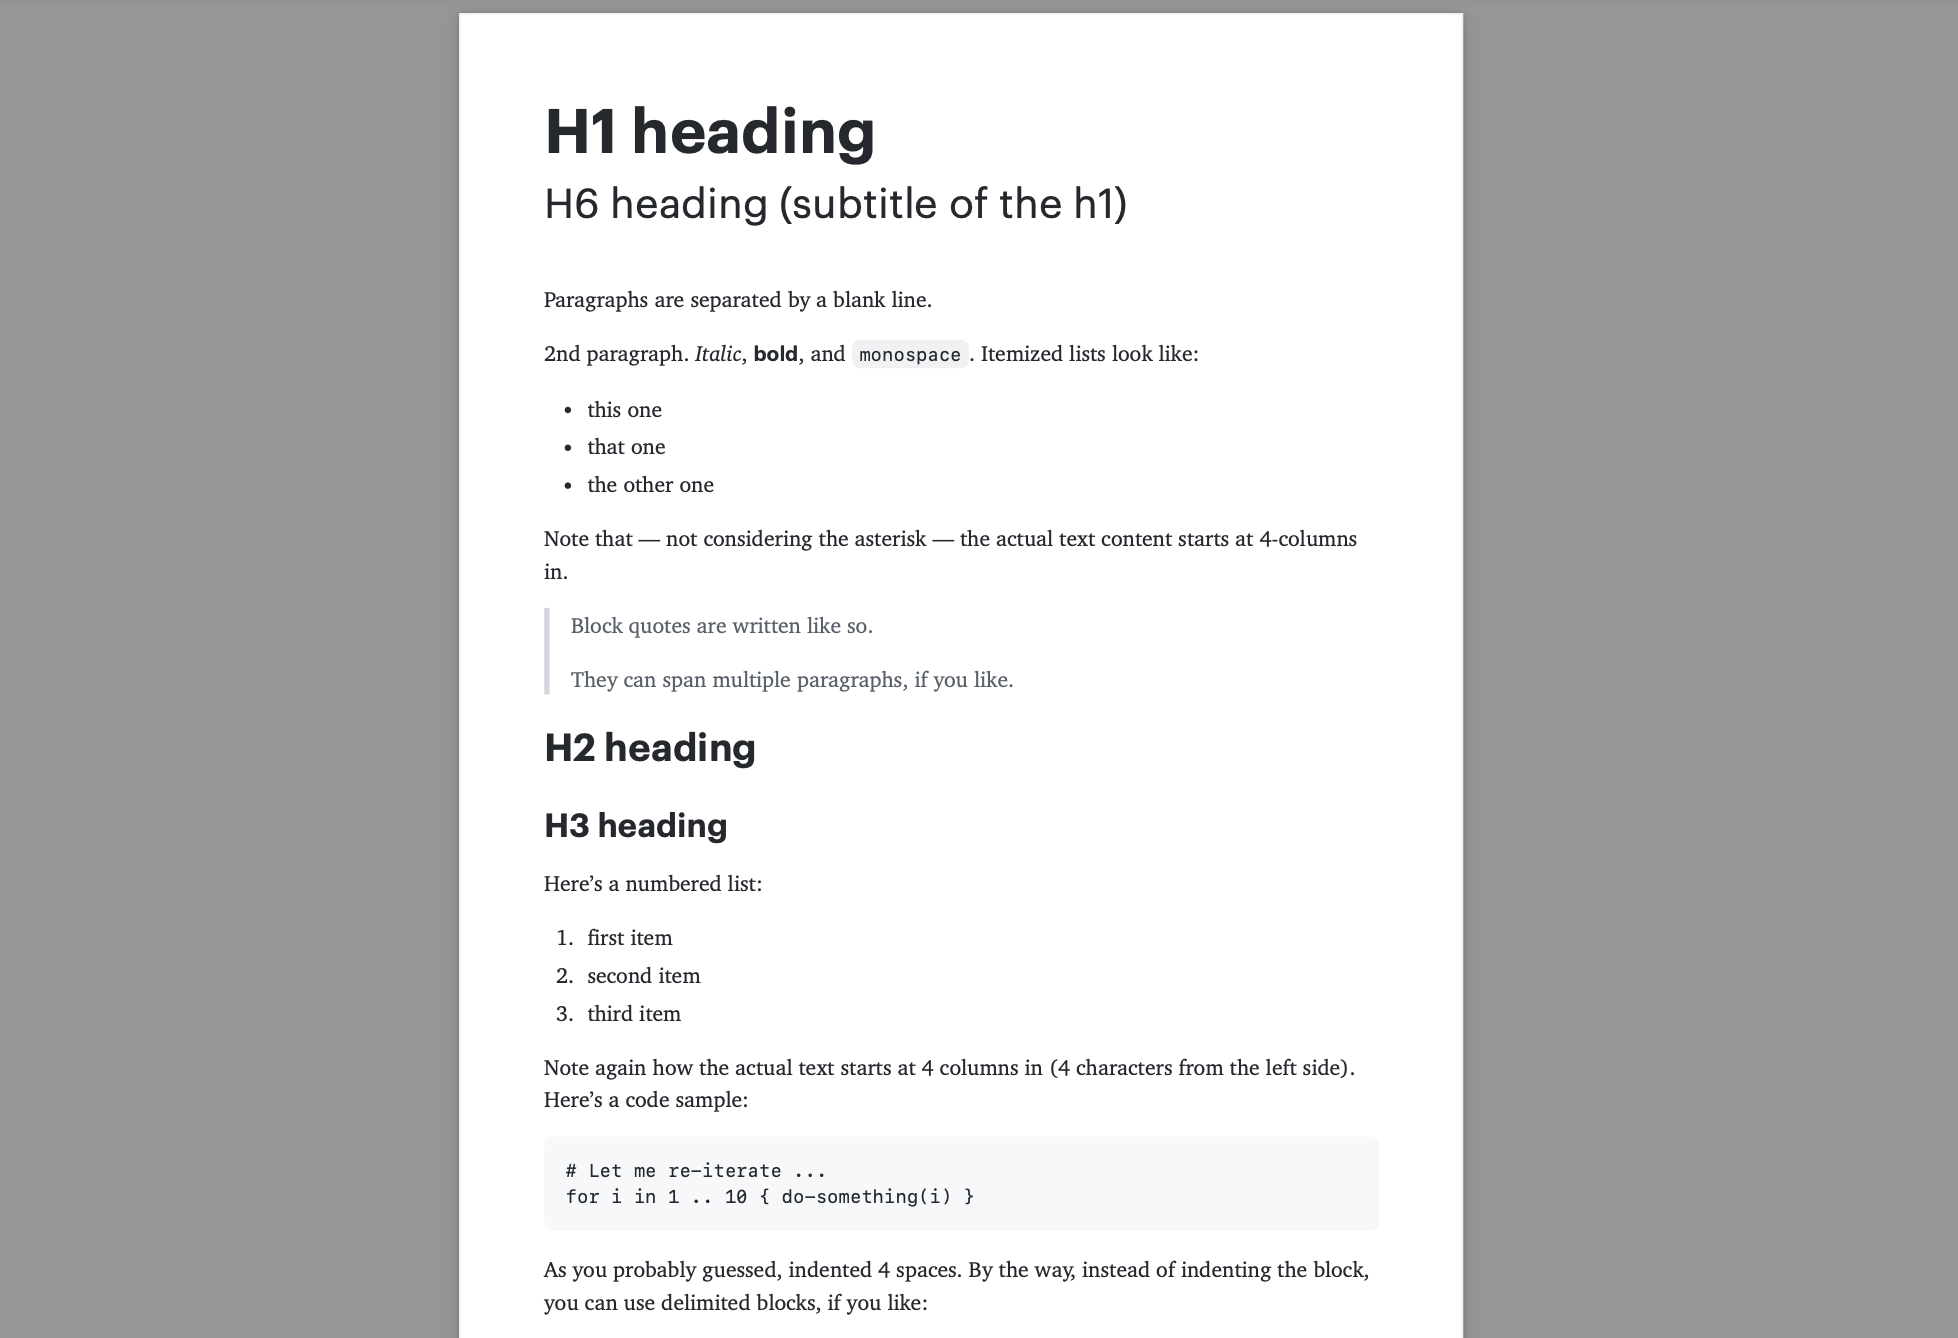 H1 heading
H6 heading (subtitle of the h1)
Paragraphs are separated by a blank line.
2nd paragraph. Italic, bold, and monospace. Itemized lists look like:
• this one
• that one
• the other one
Note that — not considering the asterisk — the actual text content starts at 4-columns
in.
Block quotes are written like so.
They can span multiple paragraphs, if you like.
H2 heading
H3 heading
Here’s a numbered list:
1. first item
2. second item
3. third item
Note again how the actual text starts at 4 columns in (4 characters from the left side).
Here’s a code sample:
# Let me re-iterate ...
for i in 1 .. 10 { do-something(i) }
As you probably guessed, indented 4 spaces. By the way, instead of indenting the block,
you can use delimited blocks, if you like: